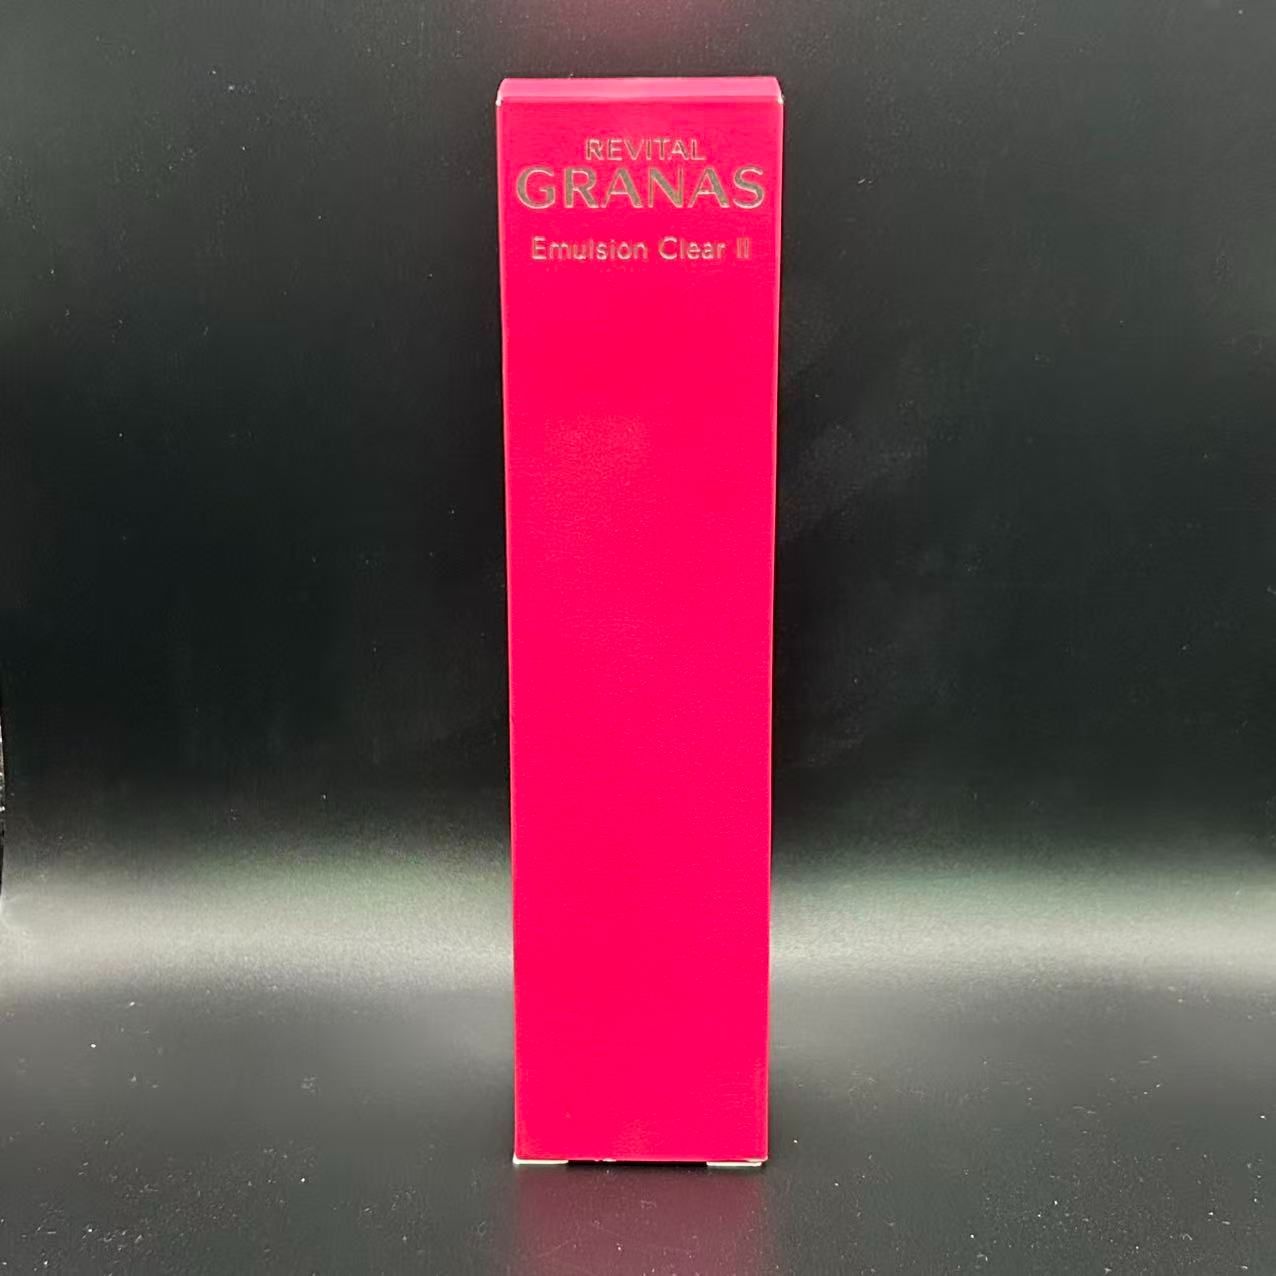 REVITAL
GRANAS
Emulsion Clear II